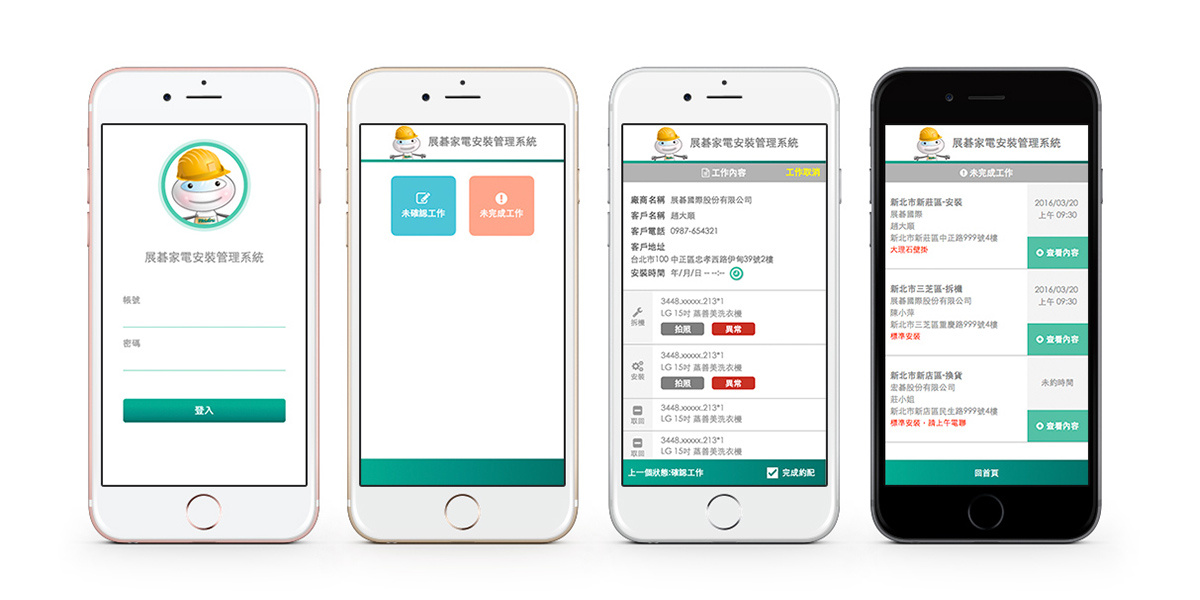 展碁家電安裝管理系統
帳號
密碼
登入
展碁家電安裝管理系統
未確認工作
未完成工作
展碁家電安裝管理系統
工作內容 工作取消
廠商名稱 展碁國際股份有限公司
客戶名稱 趙大順
客戶電話 0987-654321
客戶地址
台北市100 中正區忠孝西路伊甸39號2樓
安裝時間 年/月/日 -- --:--
拆機
3448.xxxxx.213*1
LG 15吋 蒸善美洗衣機
拍照 異常
安裝
3448.xxxxx.213*1
LG 15吋 蒸善美洗衣機
拍照 異常
取回
3448.xxxxx.213*1
LG 15吋 蒸善美洗衣機
取回
3448.xxxxx.213*1
LG 15吋 蒸善美洗衣機
上一個狀態:確認工作 完成約配
展碁家電安裝管理系統
未完成工作
新北市新莊區-安裝
展碁國際
趙大順
新北市新莊區中正路999號4樓
大理石壁掛
2016/03/20
上午 09:30
查看內容
新北市三芝區-拆機
展碁國際股份有限公司
陳小萍
新北市三芝區重慶路999號4樓
標準安裝
2016/03/20
上午 09:30
查看內容
新北市新店區-換貨
宏碁股份有限公司
莊小姐
新北市新店區民生路999號4樓
標準安裝，請上午電聯
未約時間
查看內容
回首頁